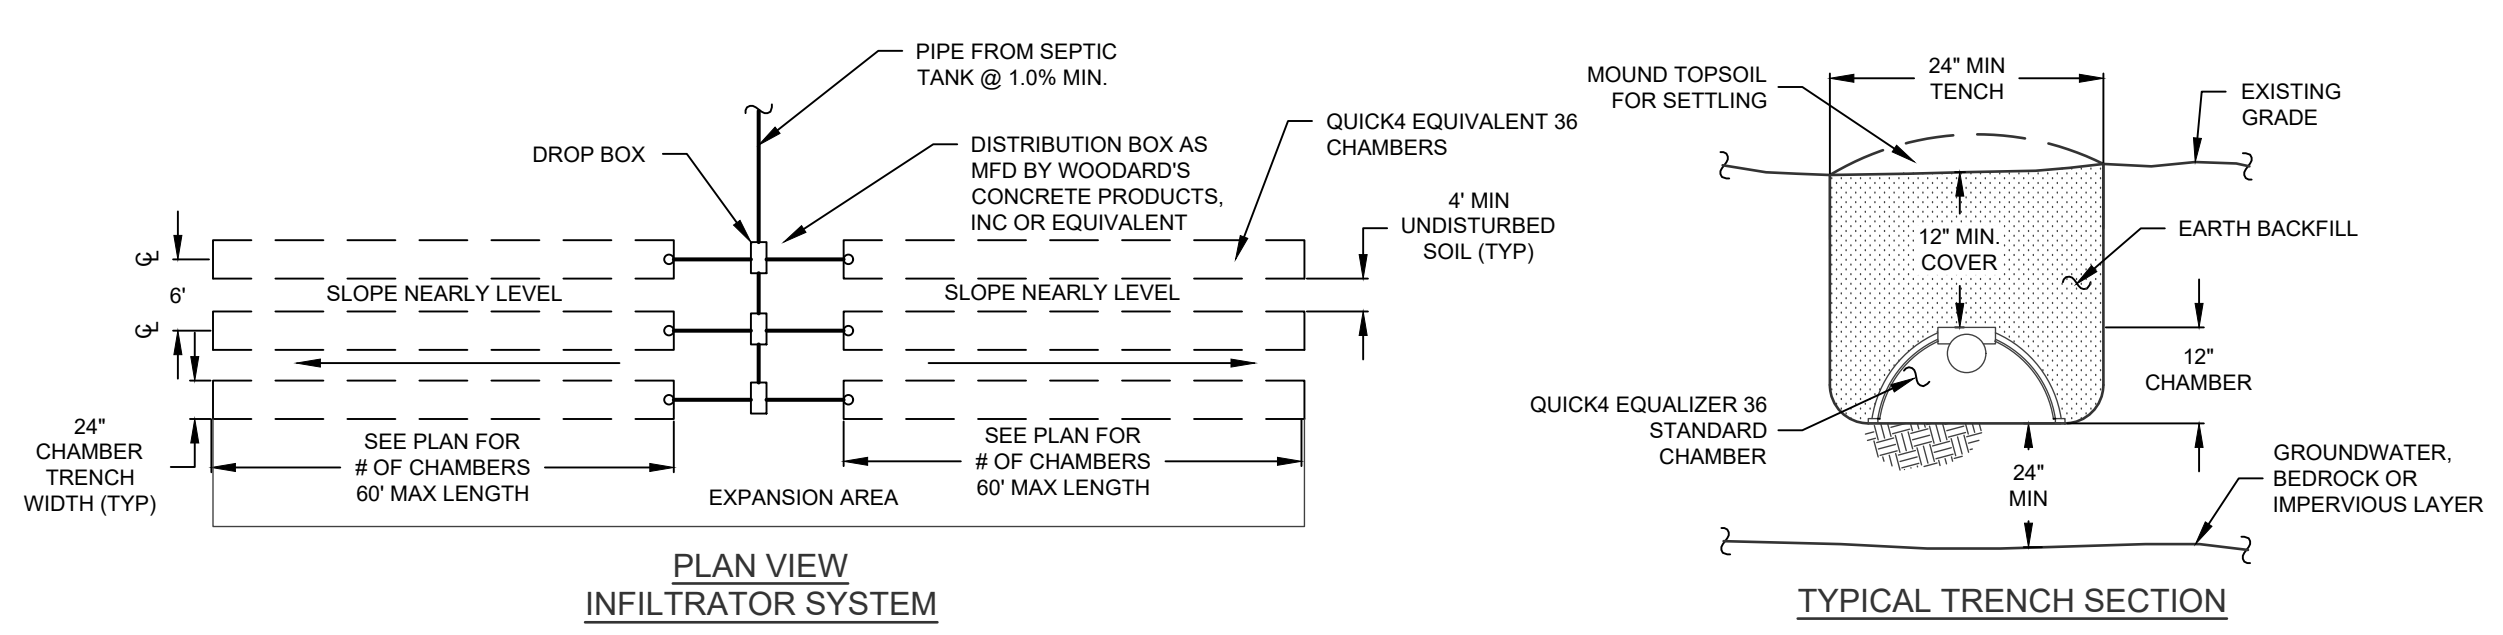 PIPE FROM SEPTIC
TANK @ 1.0% MIN.
DROP BOX
DISTRIBUTION BOX AS
MFD BY WOODARD'S
CONCRETE PRODUCTS,
INC OR EQUIVALENT
QUICK4 EQUIVALENT 36
CHAMBERS
4' MIN
UNDISTURBED
SOIL (TYP)
CL
6'
CL
SLOPE NEARLY LEVEL
SLOPE NEARLY LEVEL
24"
CHAMBER
TRENCH
WIDTH (TYP)
SEE PLAN FOR
# OF CHAMBERS
60' MAX LENGTH
SEE PLAN FOR
# OF CHAMBERS
60' MAX LENGTH
EXPANSION AREA
PLAN VIEW
INFILTRATOR SYSTEM
MOUND TOPSOIL
FOR SETTLING
24" MIN
TENCH
EXISTING
GRADE
12" MIN.
COVER
EARTH BACKFILL
12"
CHAMBER
QUICK4 EQUALIZER 36
STANDARD
CHAMBER
24"
MIN
GROUNDWATER,
BEDROCK OR
IMPERVIOUS LAYER
TYPICAL TRENCH SECTION